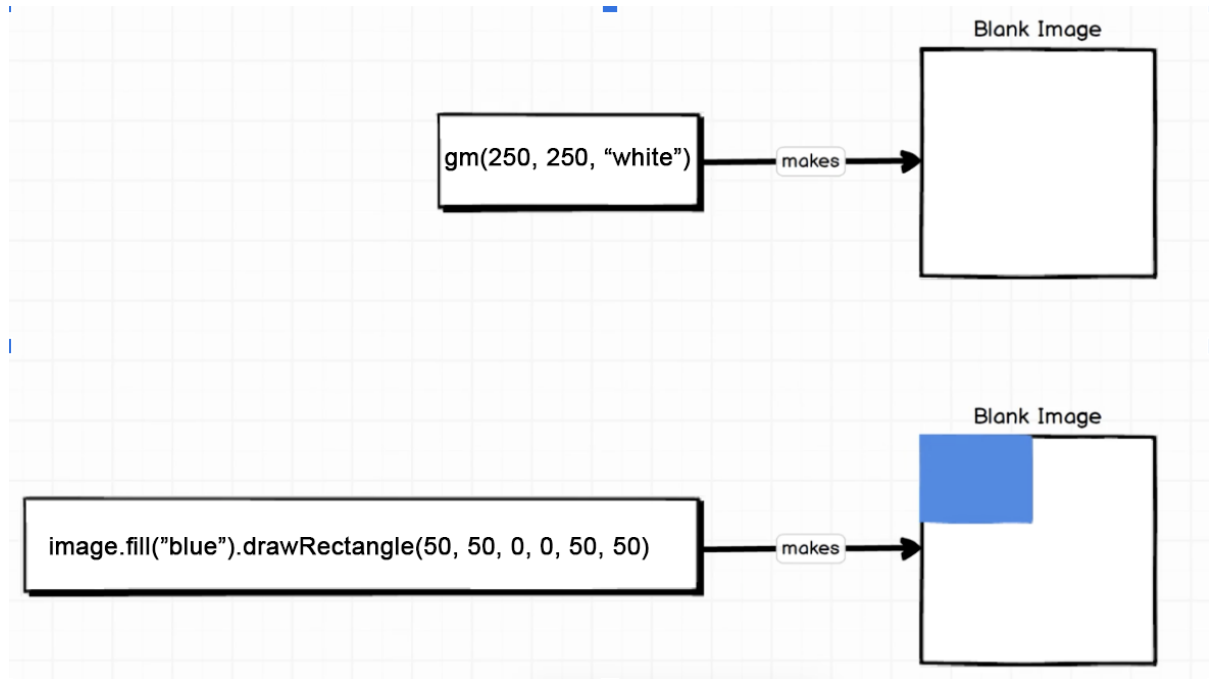 Blank Image
gm(250, 250, “white”)
makes
Blank Image
image.fill(”blue”).drawRectangle(50, 50, 0, 0, 50, 50)
makes